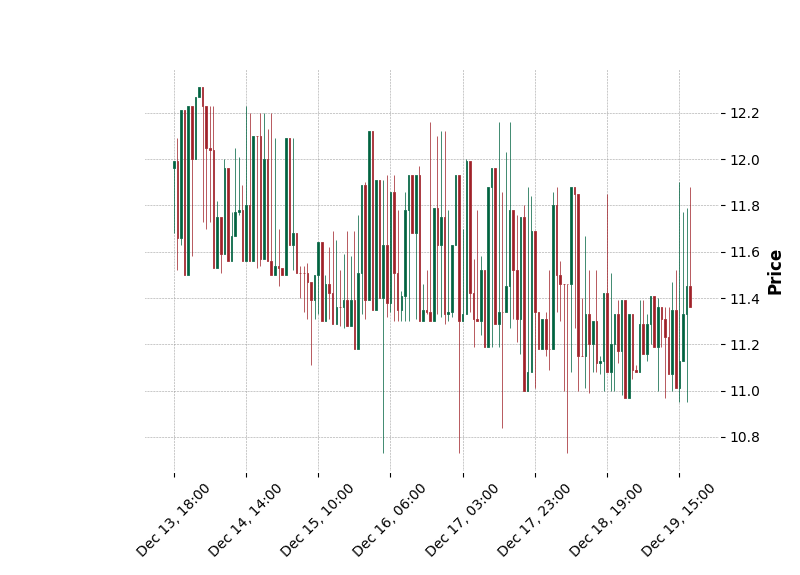 12.2
12.0
11.8
11.6
11.4
11.2
11.0
10.8
Price
Dec 13, 18:00
Dec 14, 14:00
Dec 15, 10:00
Dec 16, 06:00
Dec 17, 03:00
Dec 17, 23:00
Dec 18, 19:00
Dec 19, 15:00